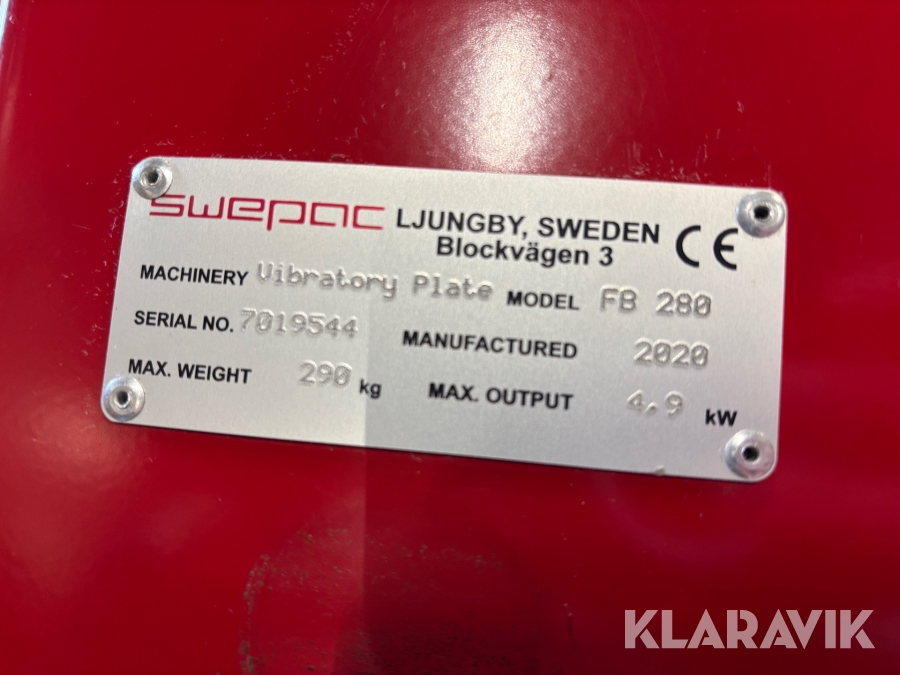 swepac LJUNGBY, SWEDEN CE
Blockvägen 3
MACHINERY Vibratory Plate MODEL FB 280
SERIAL NO. 7019544 MANUFACTURED 2020
MAX. WEIGHT 290 kg MAX. OUTPUT 4,9 kW
KLARAVIK